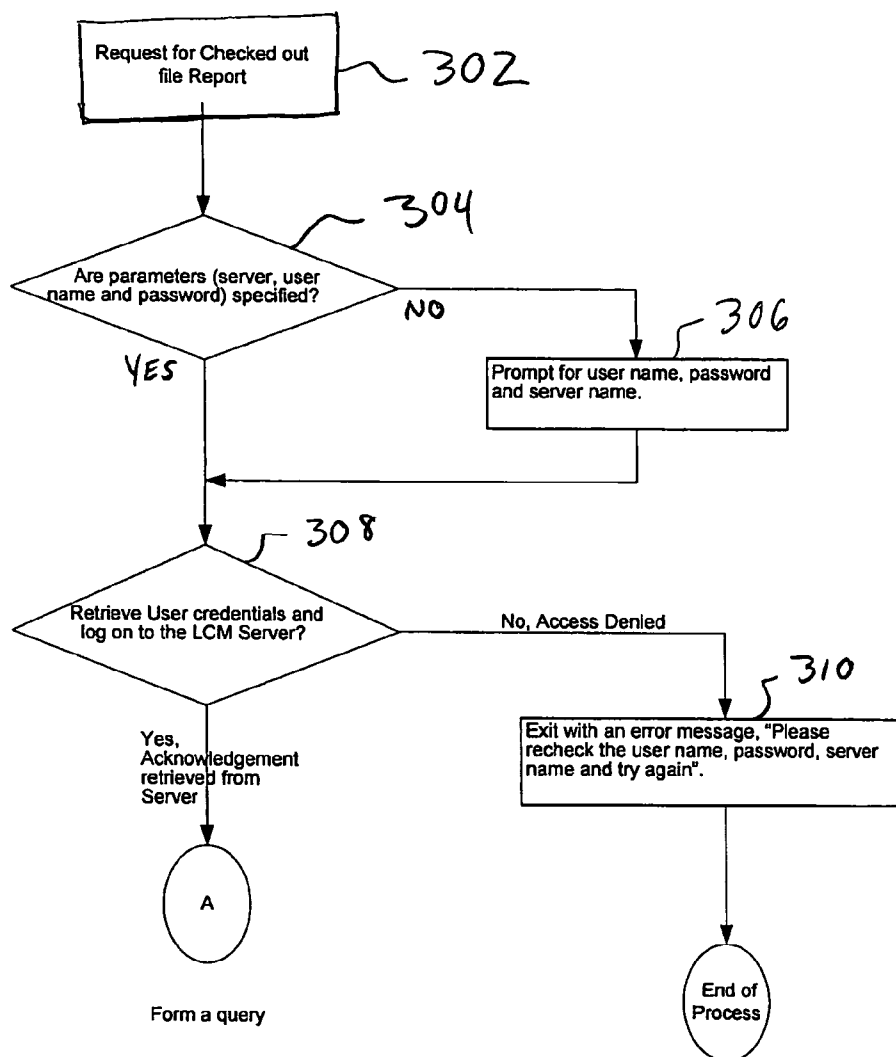 Request for Checked out
file Report
302
304
Are parameters (server, user
name and password) specified?
NO
YES
306
Prompt for user name, password
and server name.
308
Retrieve User credentials and
log on to the LCM Server?
No, Access Denied
310
Exit with an error message, "Please
recheck the user name, password, server
name and try again".
Yes,
Acknowledgement
retrieved from
Server
A
Form a query
End of
Process